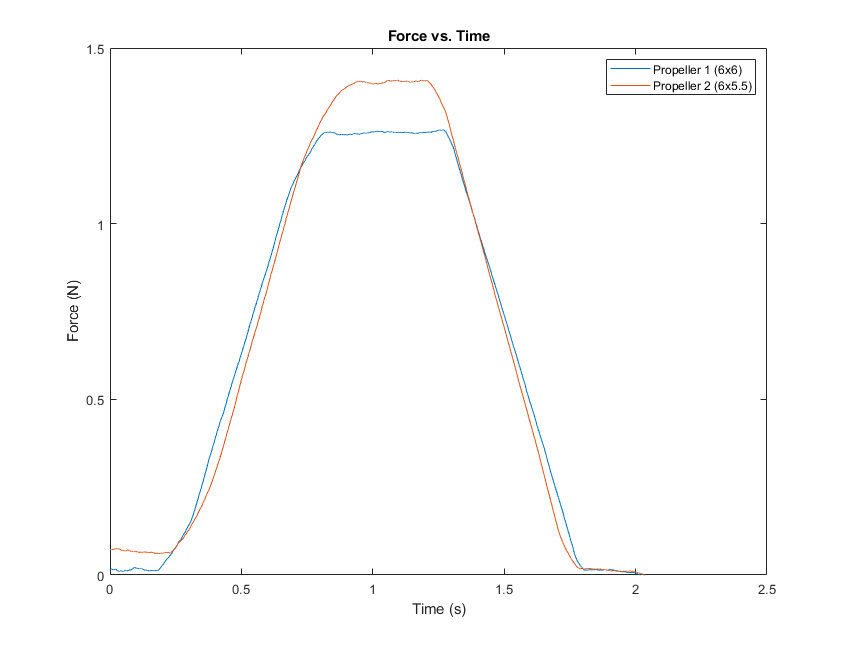 Force vs. Time
Propeller 1 (6x6)
Propeller 2 (6x5.5)
1.5
1
0.5
0
Force (N)
0 0.5 1 1.5 2 2.5
Time (s)